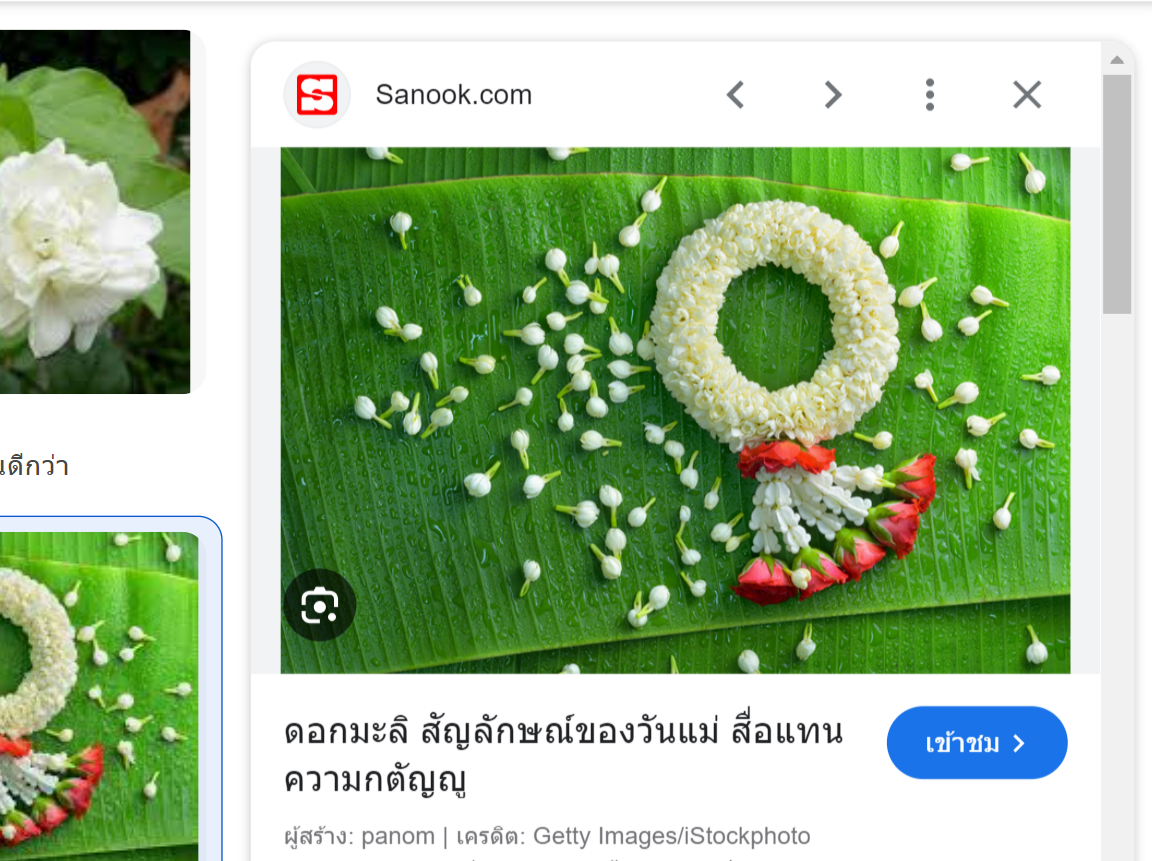 Sanook.com
นดีกว่า
ดอกมะลิ สัญลักษณ์ของวันแม่ สื่อแทน
ความกตัญญู
เข้าชม
ผู้สร้าง: panom | เครดิต: Getty Images/iStockphoto